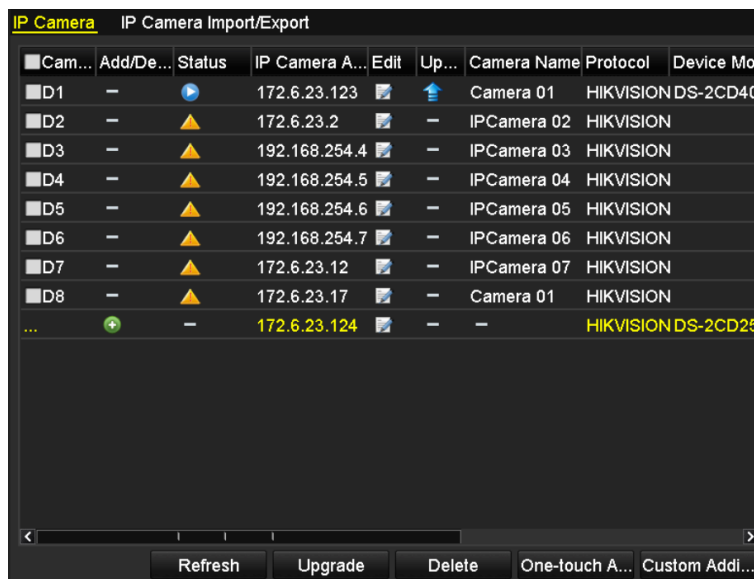 IP Camera IP Camera Import/Export
Cam... Add/De... Status IP Camera A... Edit Up... Camera Name Protocol Device Mo
D1 – 172.6.23.123 Camera 01 HIKVISION DS-2CD40
D2 – 172.6.23.2 – IPCamera 02 HIKVISION
D3 – 192.168.254.4 – IPCamera 03 HIKVISION
D4 – 192.168.254.5 – IPCamera 04 HIKVISION
D5 – 192.168.254.6 – IPCamera 05 HIKVISION
D6 – 192.168.254.7 – IPCamera 06 HIKVISION
D7 – 172.6.23.12 – IPCamera 07 HIKVISION
D8 – 172.6.23.17 – Camera 01 HIKVISION
... – 172.6.23.124 – – HIKVISION DS-2CD25
Refresh Upgrade Delete One-touch A... Custom Addi...